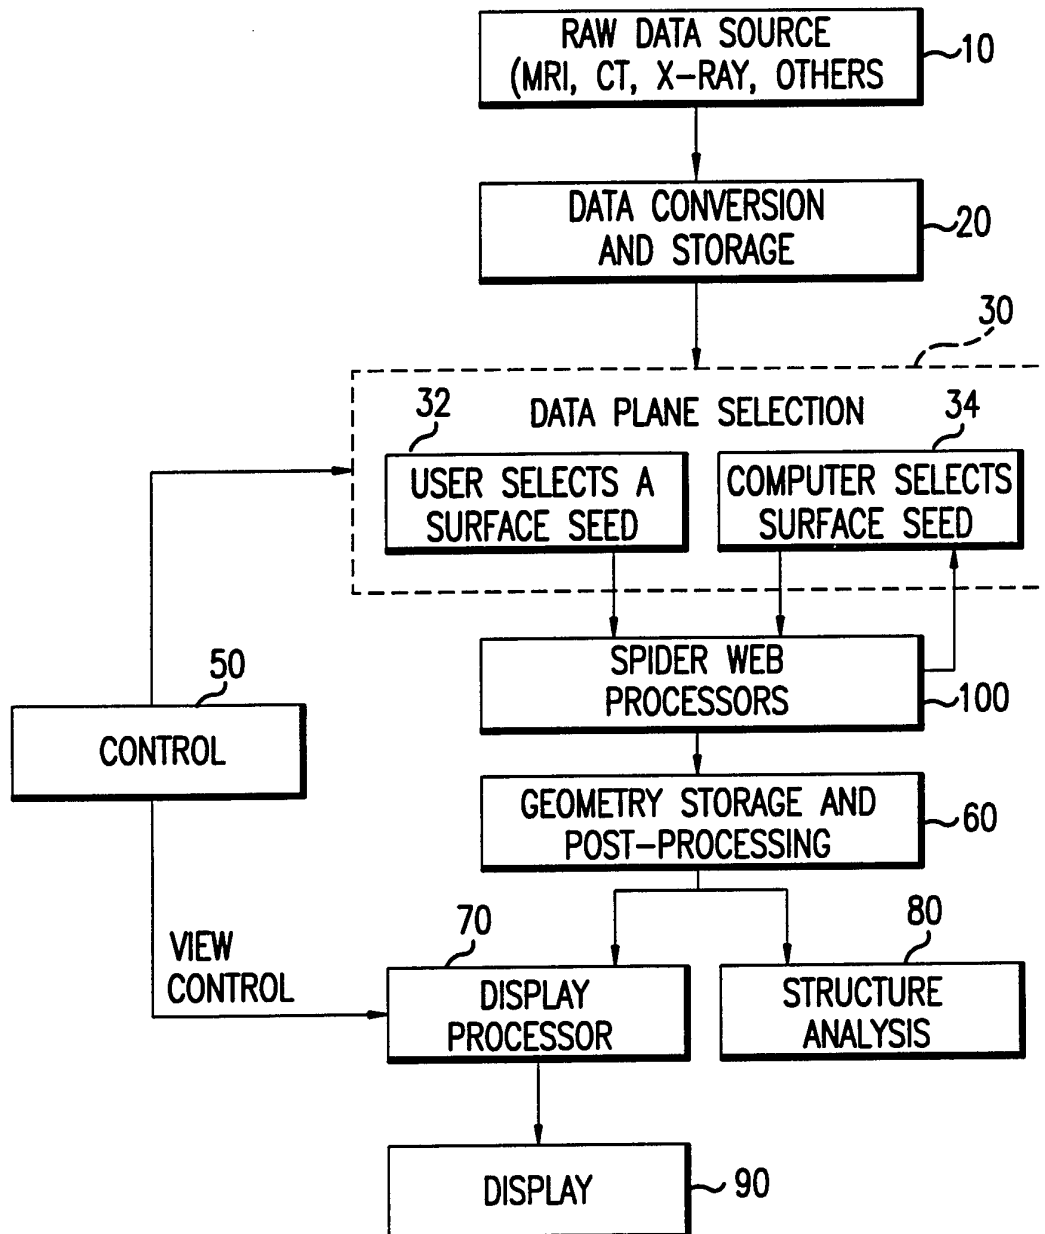 RAW DATA SOURCE
(MRI, CT, X-RAY, OTHERS
10
DATA CONVERSION
AND STORAGE
20
30
DATA PLANE SELECTION
32
34
USER SELECTS A
SURFACE SEED
COMPUTER SELECTS
SURFACE SEED
SPIDER WEB
PROCESSORS
100
50
CONTROL
GEOMETRY STORAGE AND
POST-PROCESSING
60
VIEW
CONTROL
70
DISPLAY
PROCESSOR
80
STRUCTURE
ANALYSIS
DISPLAY
90